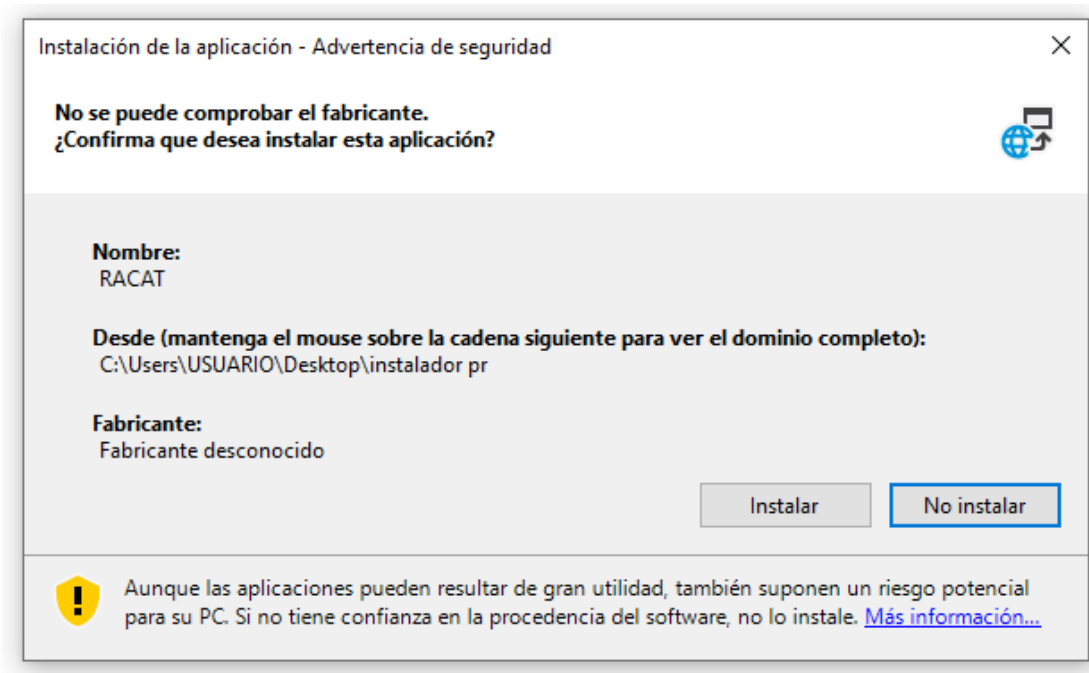 Instalación de la aplicación - Advertencia de seguridad
No se puede comprobar el fabricante.
¿Confirma que desea instalar esta aplicación?
Nombre:
RACAT
Desde (mantenga el mouse sobre la cadena siguiente para ver el dominio completo):
C:\Users\USUARIO\Desktop\instalador pr
Fabricante:
Fabricante desconocido
Instalar
No instalar
Aunque las aplicaciones pueden resultar de gran utilidad, también suponen un riesgo potencial
para su PC. Si no tiene confianza en la procedencia del software, no lo instale. Más información...